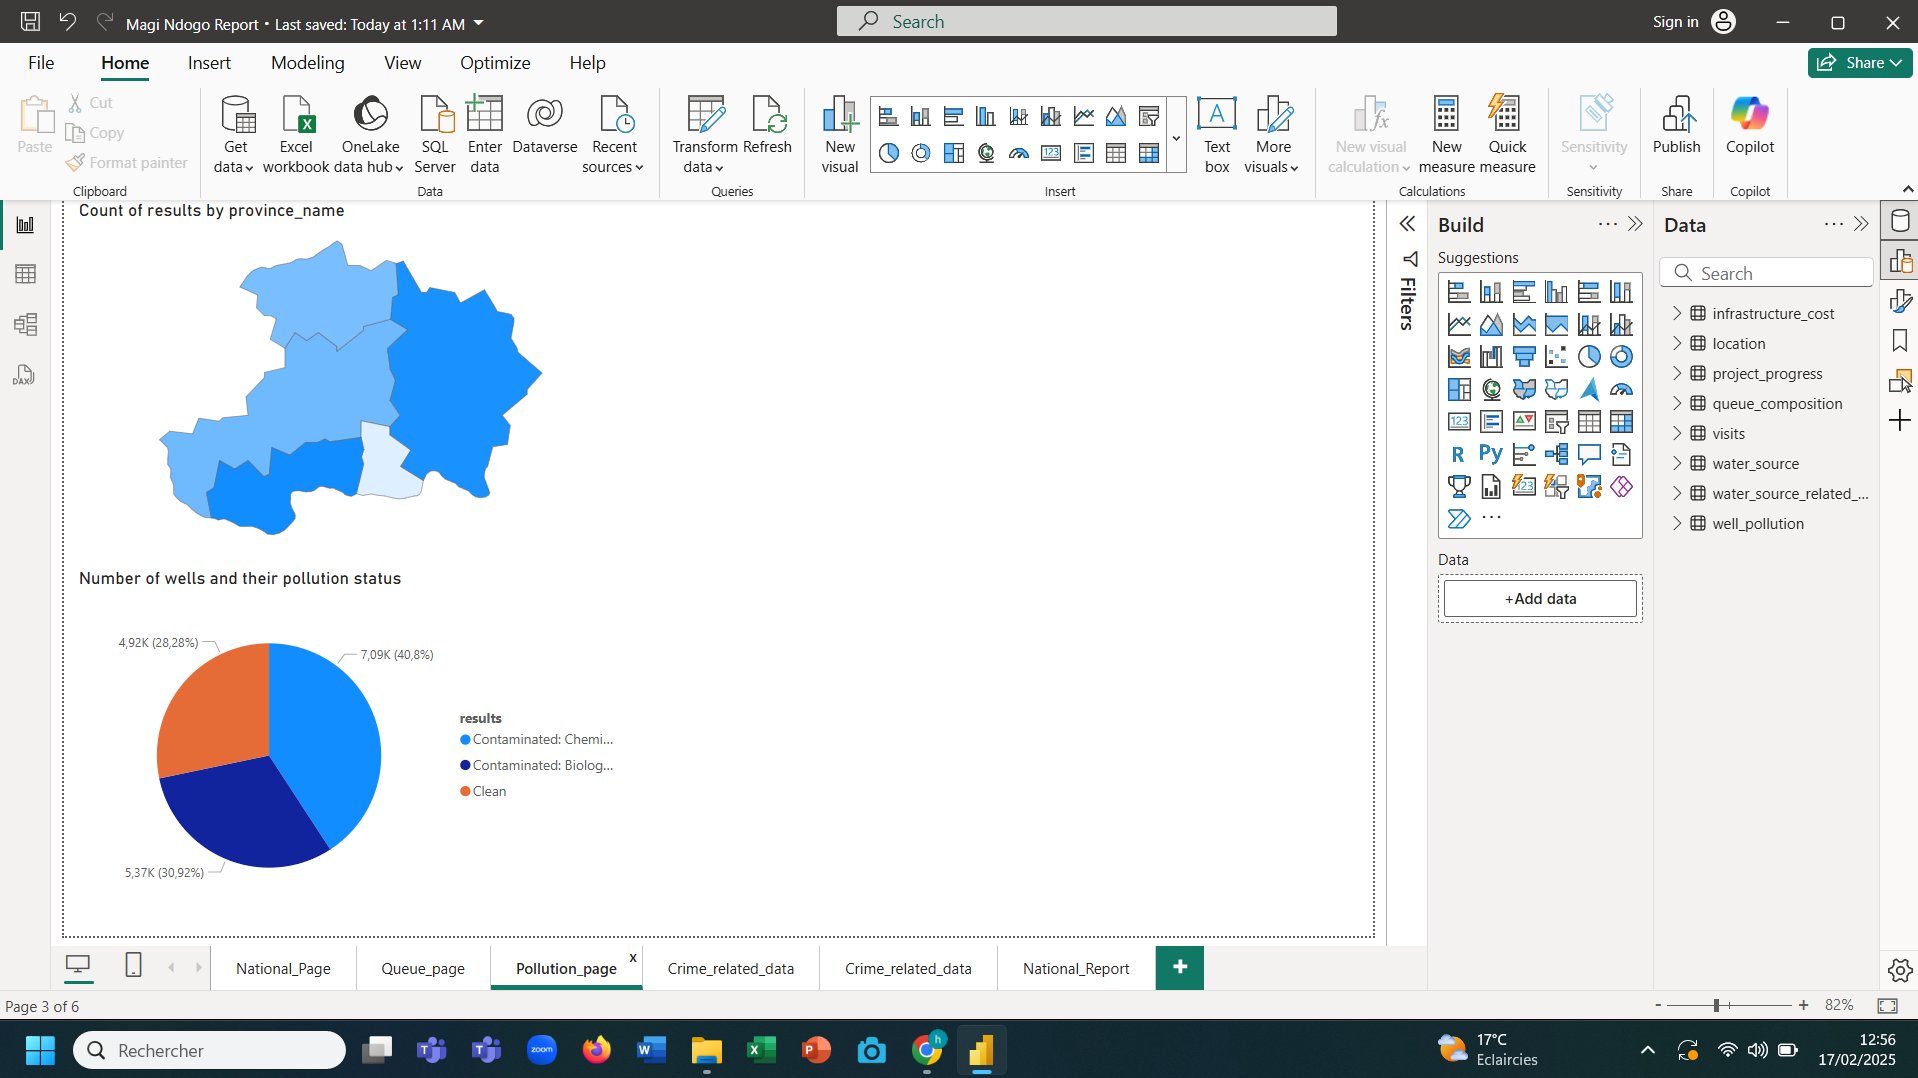 Magi Ndogo Report • Last saved: Today at 1:11 AM
Search
Sign in
File
Home
Insert
Modeling
View
Optimize
Help
Share
Paste
Cut
Copy
Format painter
Clipboard
Get data
Excel workbook
OneLake data hub
SQL Server
Enter data
Dataverse
Recent sources
Data
Transform data
Refresh
Queries
New visual
Text box
More visuals
Insert
New visual calculation
New measure
Quick measure
Calculations
Sensitivity
Sensitivity
Publish
Share
Copilot
Copilot
Count of results by province_name
Number of wells and their pollution status
4,92K (28,28%)
7,09K (40,8%)
5,37K (30,92%)
results
Contaminated: Chemi...
Contaminated: Biolog...
Clean
Filters
Build
Suggestions
123
R
Py
123
Data
+Add data
Data
Search
infrastructure_cost
location
project_progress
queue_composition
visits
water_source
water_source_related_...
well_pollution
DAX
National_Page
Queue_page
Pollution_page
x
Crime_related_data
Crime_related_data
National_Report
+
Page 3 of 6
- + 82%
Rechercher
zoom
h
17°C
Eclaircies
12:56
17/02/2025